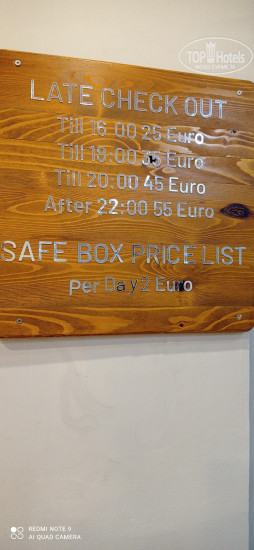 TOP Hotels
LATE CHECK OUT
Till 16:00 25 Euro
Till 18:00 Euro
Till 20:00 45 Euro
After 22:00 55 Euro
SAFE BOX PRICE LIST
Per Day 2 Euro
REDMI NOTE 9
AI QUAD CAMERA